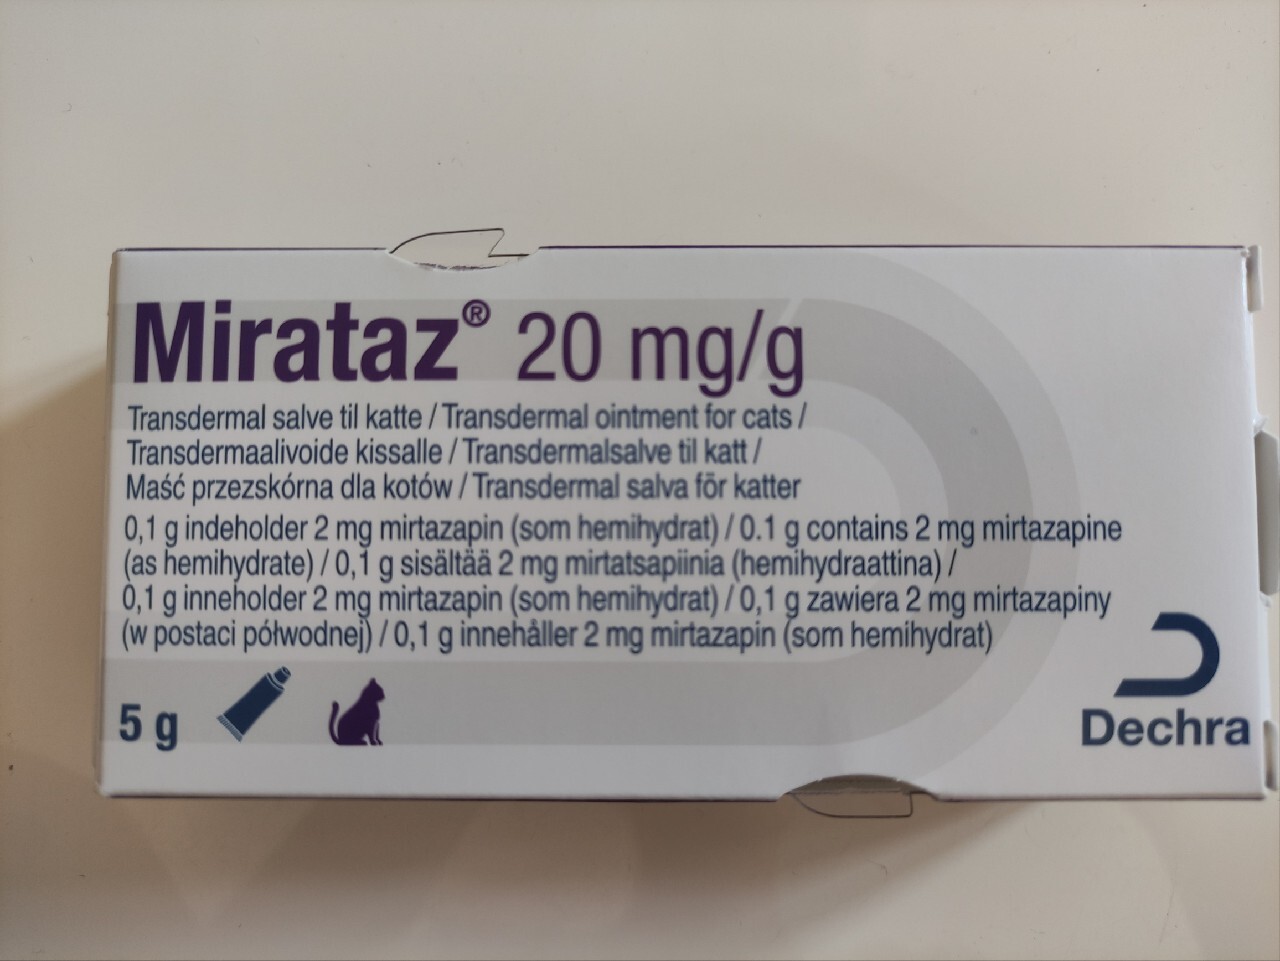 Mirataz® 20 mg/g
Transdermal salve til katte / Transdermal ointment for cats /
Transdermaalivoide kissalle / Transdermalsalve til katt /
Maść przezskórna dla kotów / Transdermal salva för katter
0,1 g indeholder 2 mg mirtazapin (som hemihydrat) / 0.1 g contains 2 mg mirtazapine
(as hemihydrate) / 0,1 g sisältää 2 mg mirtatsapiinia (hemihydraattina) /
0,1 g inneholder 2 mg mirtazapin (som hemihydrat) / 0,1 g zawiera 2 mg mirtazapiny
(w postaci półwodnej) / 0,1 g innehåller 2 mg mirtazapin (som hemihydrat)
5 g
Dechra